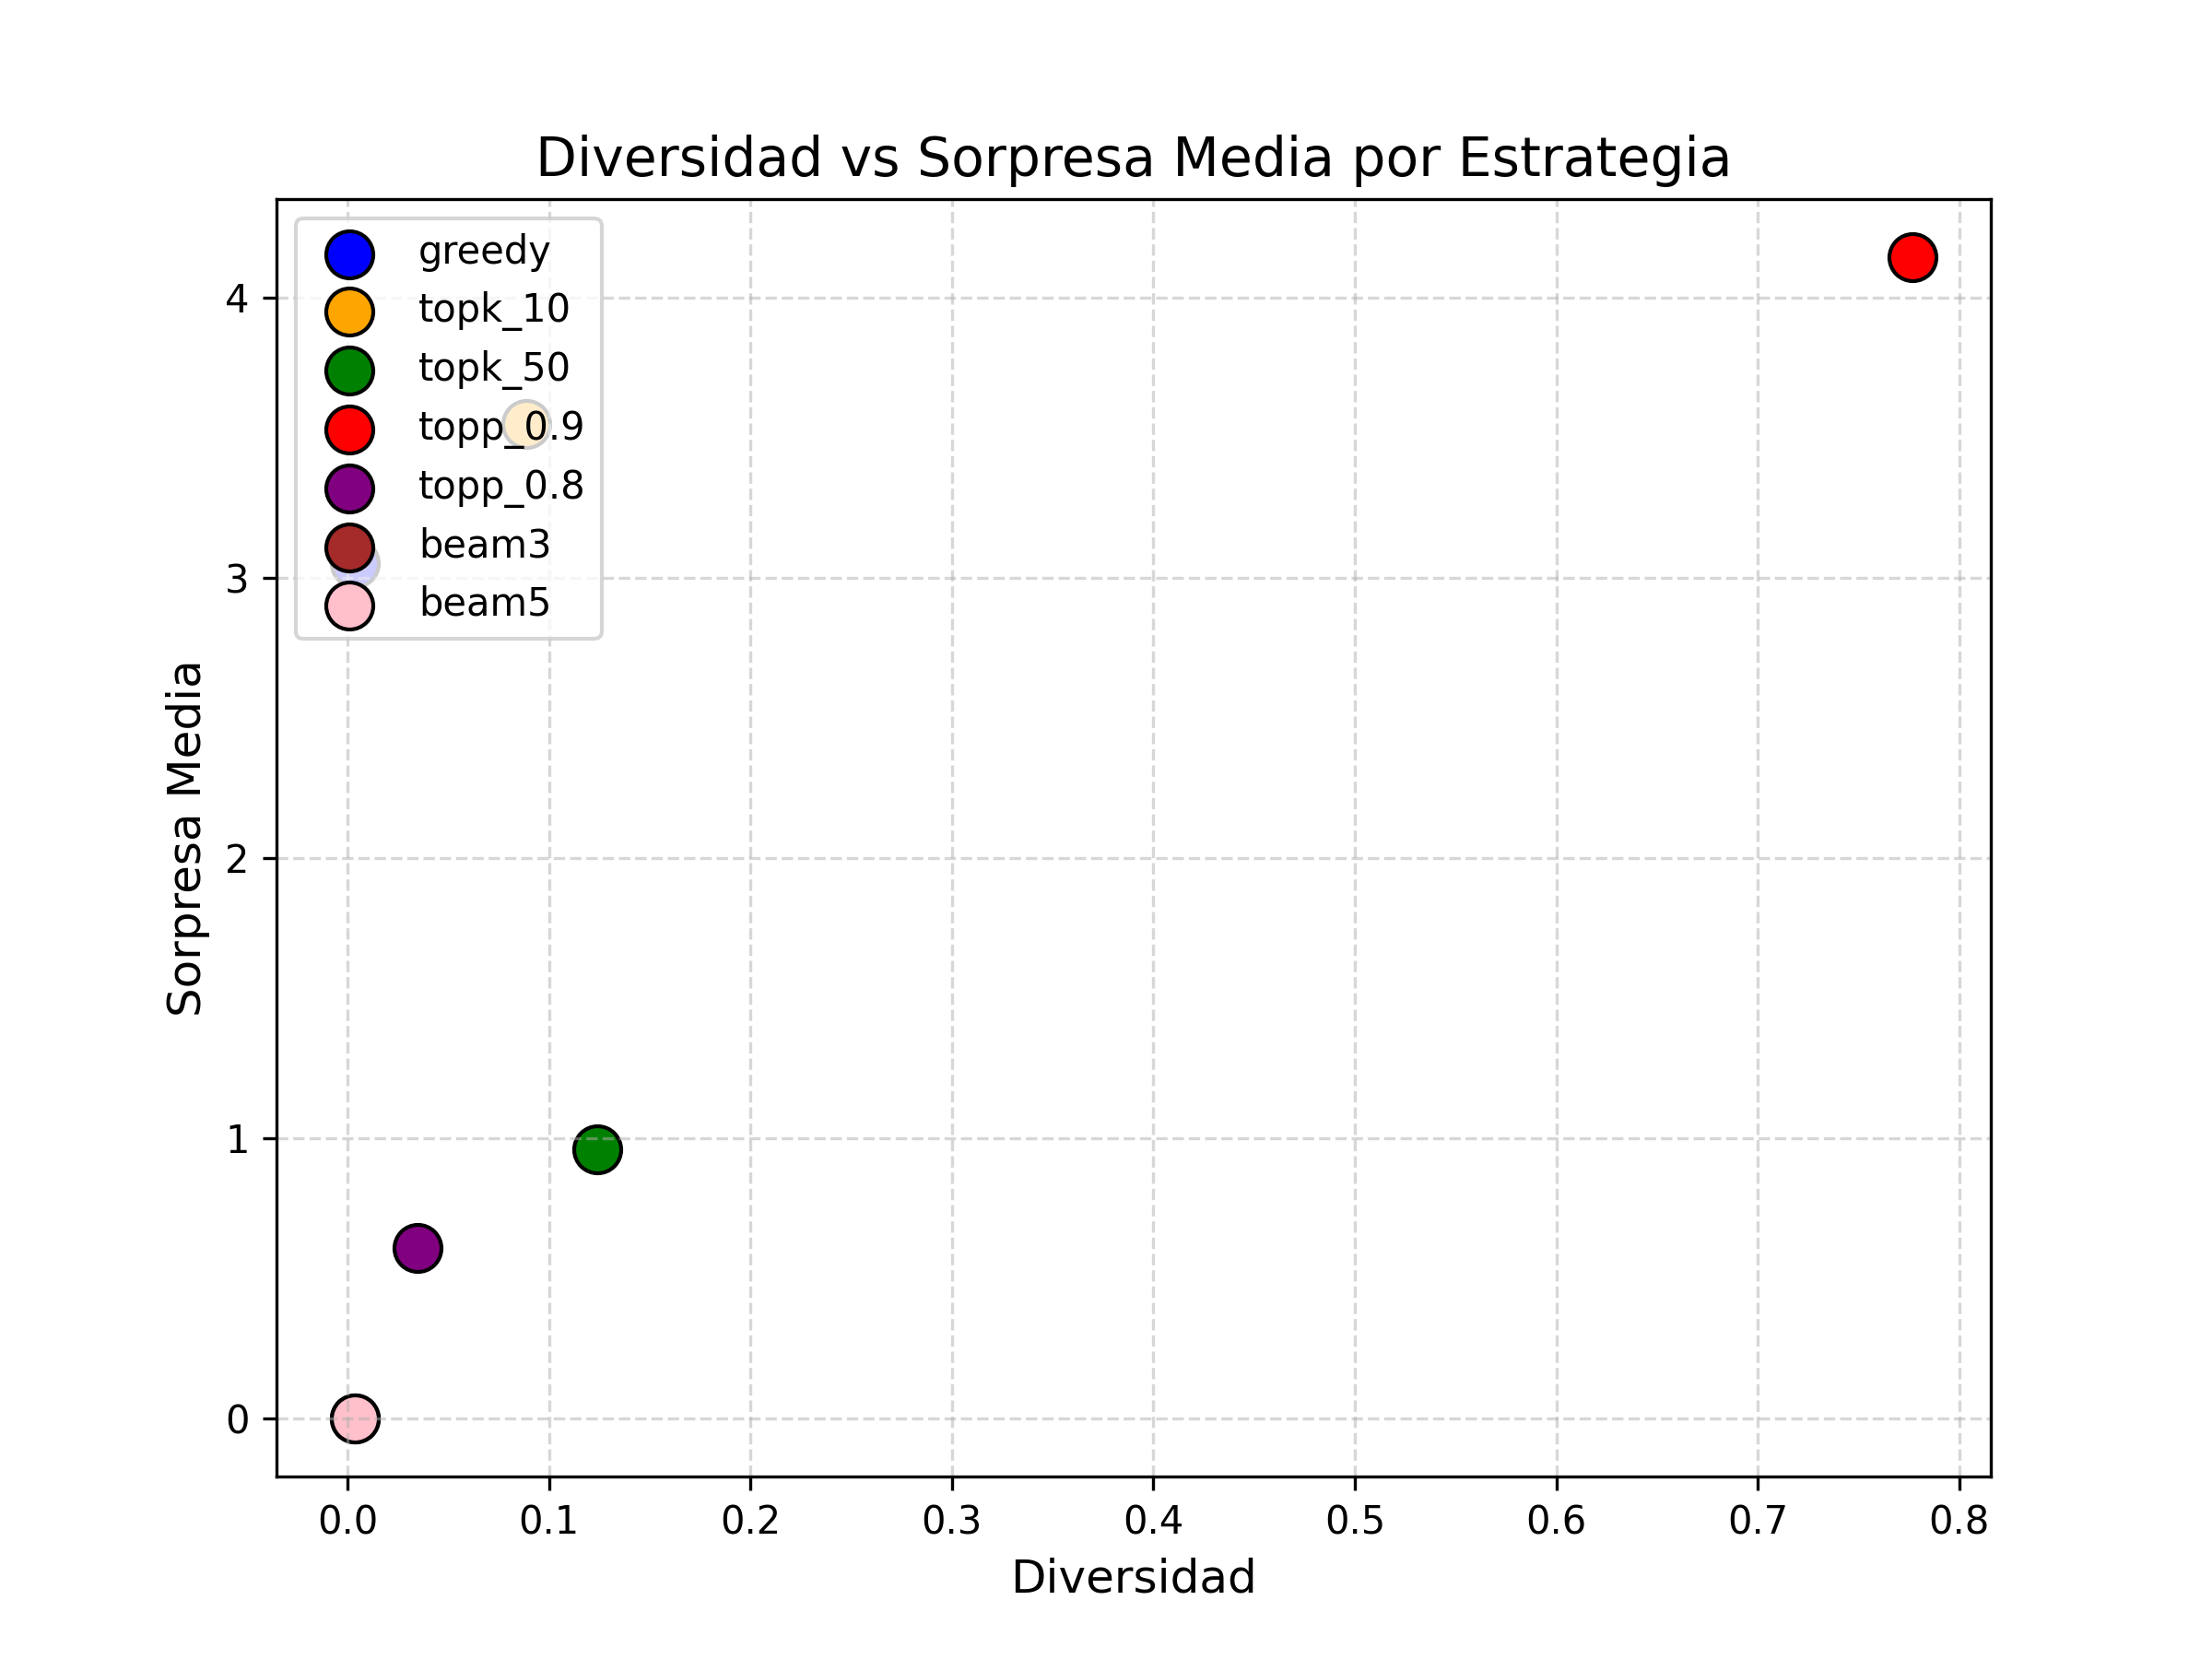 Diversidad vs Sorpresa Media por Estrategia
greedy
topk_10
topk_50
topp_0.9
topp_0.8
beam3
beam5
4
3
2
1
0
Sorpresa Media
0.0 0.1 0.2 0.3 0.4 0.5 0.6 0.7 0.8
Diversidad